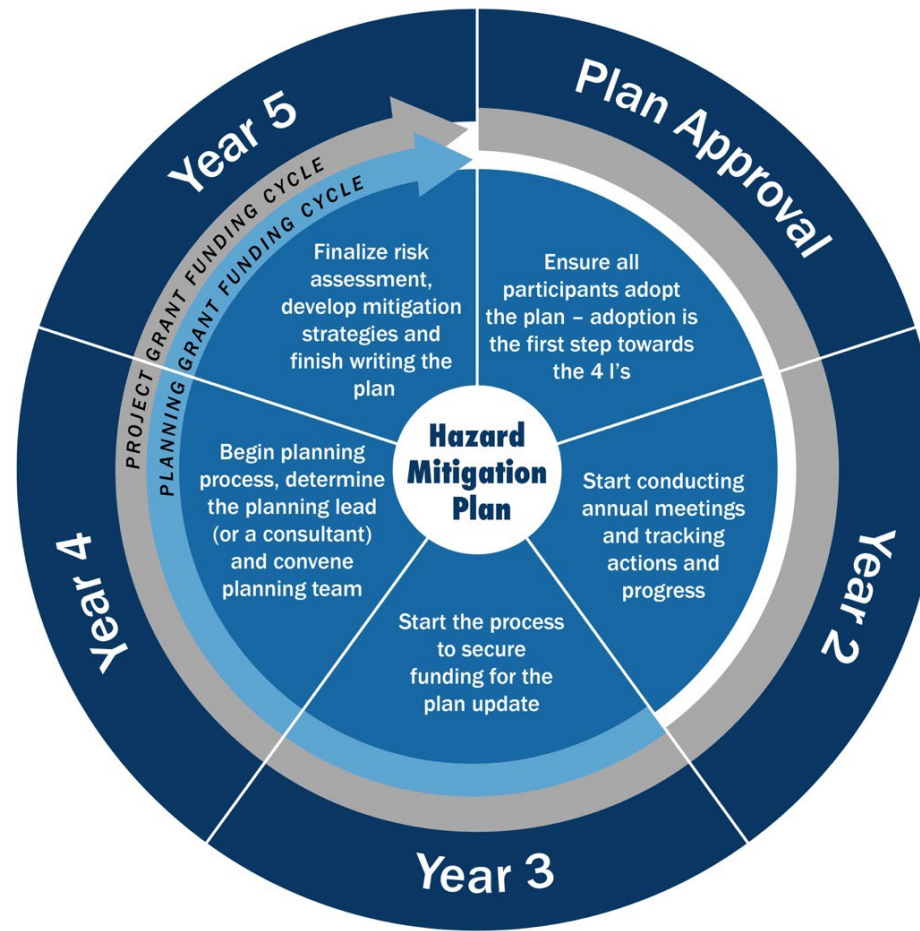 Plan Approval
Ensure all
participants adopt
the plan – adoption is
the first step towards
the 4 I's
Year 2
Start conducting
annual meetings
and tracking
actions and
progress
Year 3
Start the process
to secure
funding for the
plan update
Year 4
Begin planning
process, determine
the planning lead
(or a consultant)
and convene
planning team
Year 5
Finalize risk
assessment,
develop mitigation
strategies and
finish writing the
plan
PROJECT GRANT FUNDING CYCLE
PLANNING GRANT FUNDING CYCLE
Hazard
Mitigation
Plan